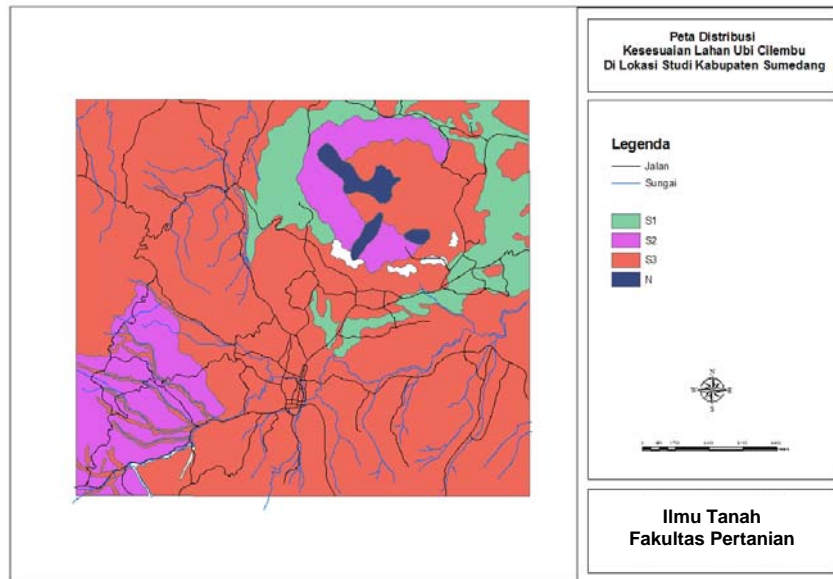 Peta Distribusi
Kesesuaian Lahan Ubi Cilembu
Di Lokasi Studi Kabupaten Sumedang
Legenda
Jalan
Sungai
S1
S2
S3
N
N
W E
S
Ilmu Tanah
Fakultas Pertanian